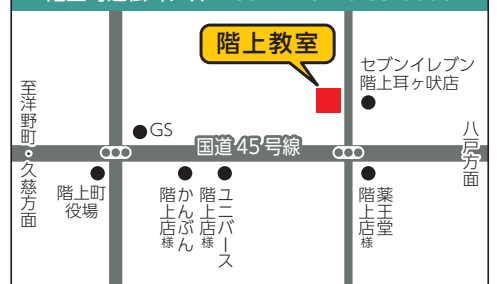 階上教室
セブンイレブン
階上耳ヶ吠店
至洋野町・久慈方面
GS
国道45号線
八戸方面
階上町
役場
かんぶん
階上店様
ユニバース
階上店様
薬王堂
階上店様